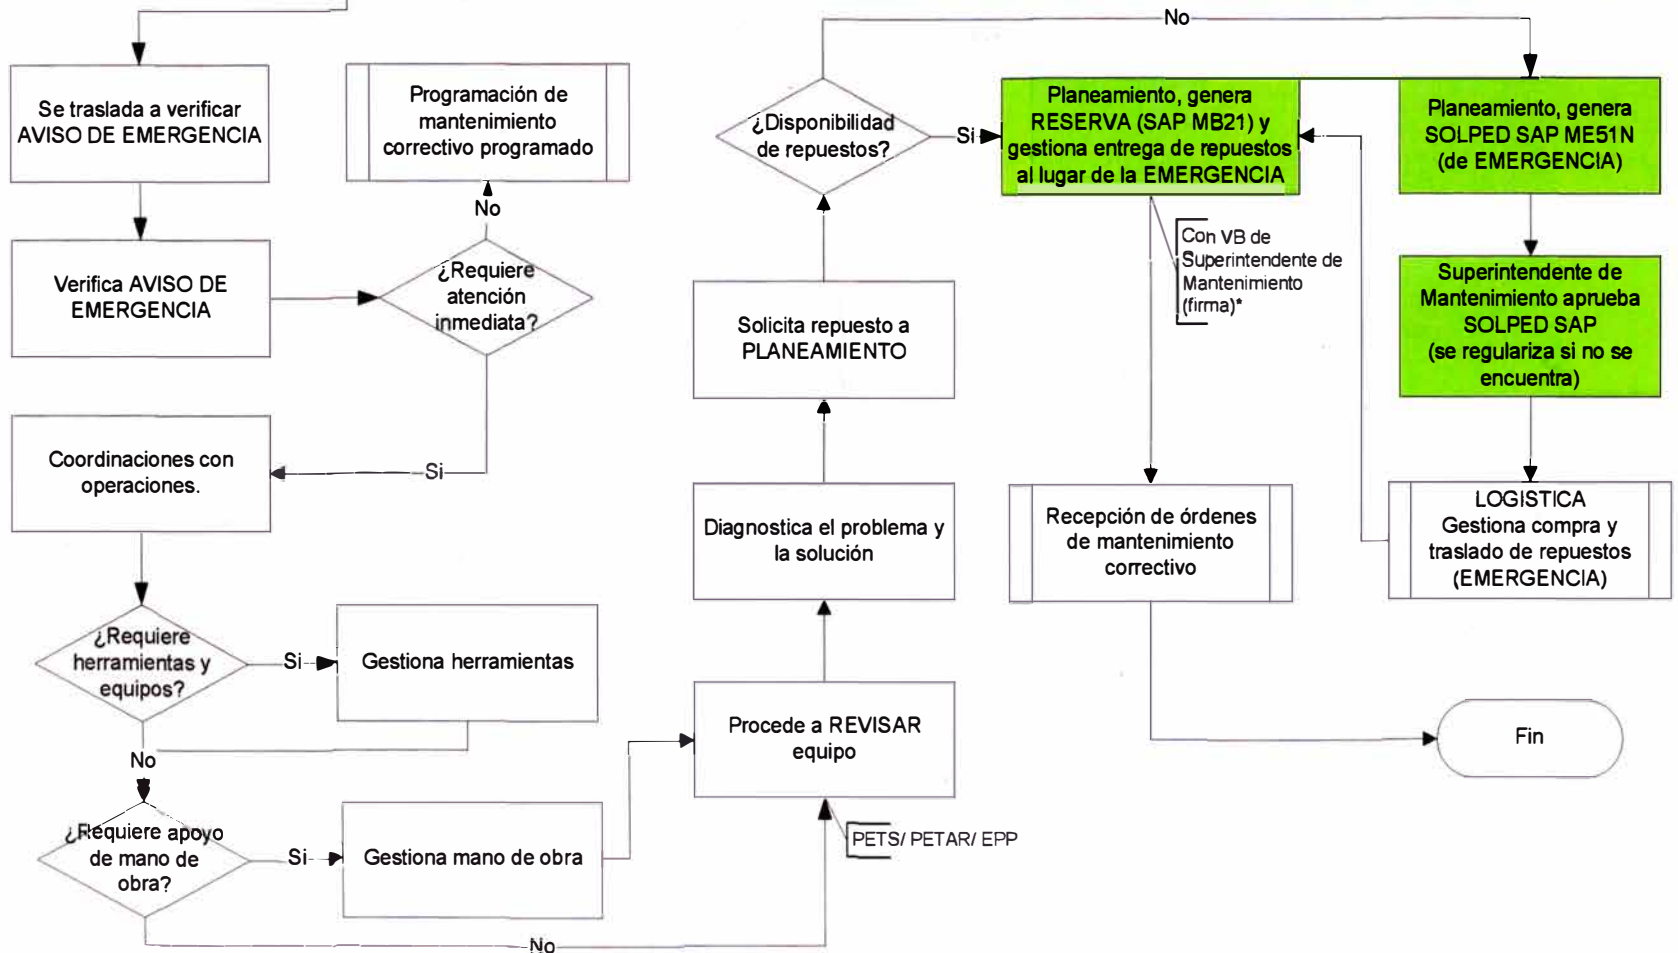 Se traslada a verificar
AVISO DE EMERGENCIA
Programación de
mantenimiento
correctivo programado
No
Verifica AVISO DE
EMERGENCIA
¿Requiere
atención
inmediata?
Si
Coordinaciones con
operaciones.
¿Requiere
herramientas y
equipos?
Si
Gestiona herramientas
No
¿Requiere apoyo
de mano de
obra?
Si
Gestiona mano de obra
No
Procede a REVISAR
equipo
PETS/ PETAR/ EPP
Diagnostica el problema y
la solución
Solicita repuesto a
PLANEAMIENTO
¿Disponibilidad
de repuestos?
No
Si
Planeamiento, genera
RESERVA (SAP MB21) y
gestiona entrega de repuestos
al lugar de la EMERGENCIA
Con VB de
Superintendente de
Mantenimiento
(firma)*
Planeamiento, genera
SOLPED SAP ME51N
(de EMERGENCIA)
Superintendente de
Mantenimiento aprueba
SOLPED SAP
(se regulariza si no se
encuentra)
LOGISTICA
Gestiona compra y
traslado de repuestos
(EMERGENCIA)
Recepción de órdenes
de mantenimiento
correctivo
Fin